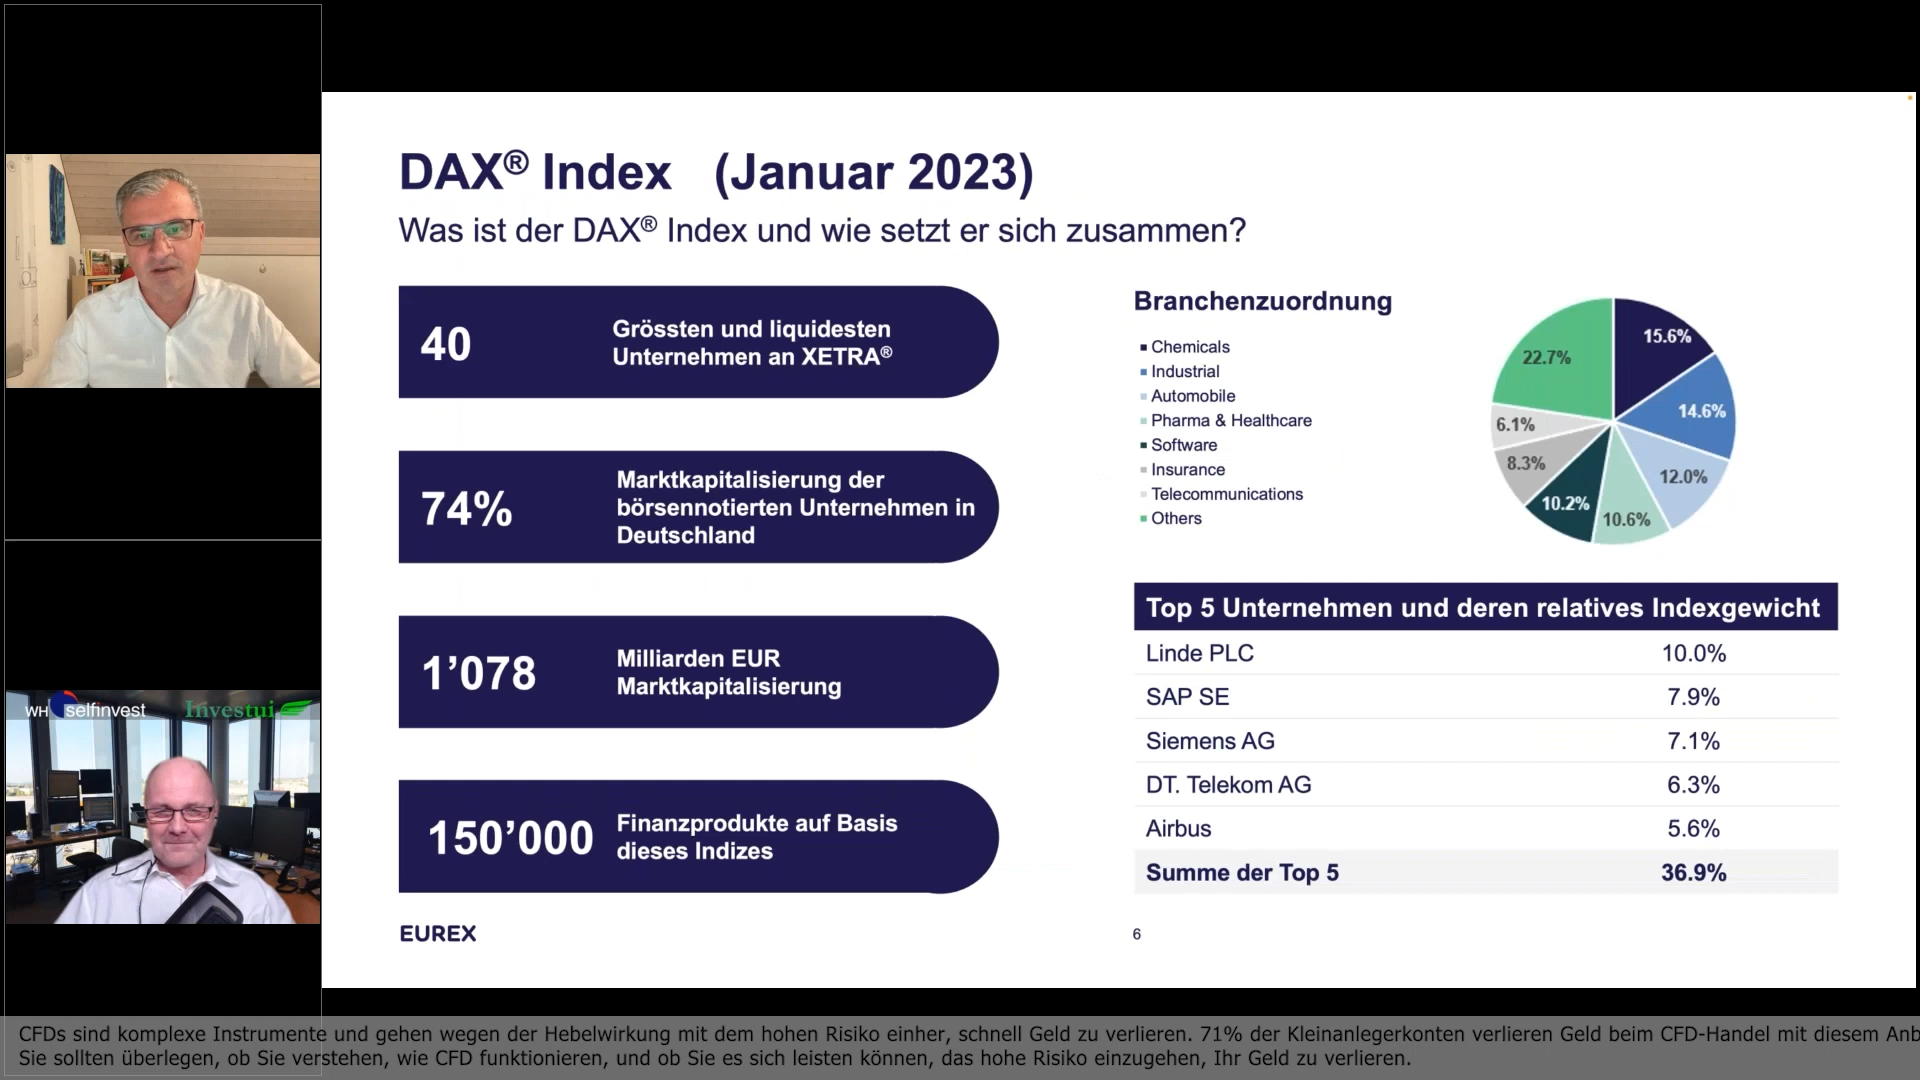 DAX® Index (Januar 2023)
Was ist der DAX® Index und wie setzt er sich zusammen?
40
Grössten und liquidesten
Unternehmen an XETRA®
74%
Marktkapitalisierung der
börsennotierten Unternehmen in
Deutschland
1’078
Milliarden EUR
Marktkapitalisierung
150’000
Finanzprodukte auf Basis
dieses Indizes
Branchenzuordnung
Chemicals
Industrial
Automobile
Pharma & Healthcare
Software
Insurance
Telecommunications
Others
15.6%
14.6%
12.0%
10.6%
10.2%
8.3%
6.1%
22.7%
Top 5 Unternehmen und deren relatives Indexgewicht
Linde PLC 10.0%
SAP SE 7.9%
Siemens AG 7.1%
DT. Telekom AG 6.3%
Airbus 5.6%
Summe der Top 5 36.9%
EUREX
6
WH selfinvest
Investui
CFDs sind komplexe Instrumente und gehen wegen der Hebelwirkung mit dem hohen Risiko einher, schnell Geld zu verlieren. 71% der Kleinanlegerkonten verlieren Geld beim CFD-Handel mit diesem Anb
Sie sollten überlegen, ob Sie verstehen, wie CFD funktionieren, und ob Sie es sich leisten können, das hohe Risiko einzugehen, Ihr Geld zu verlieren.